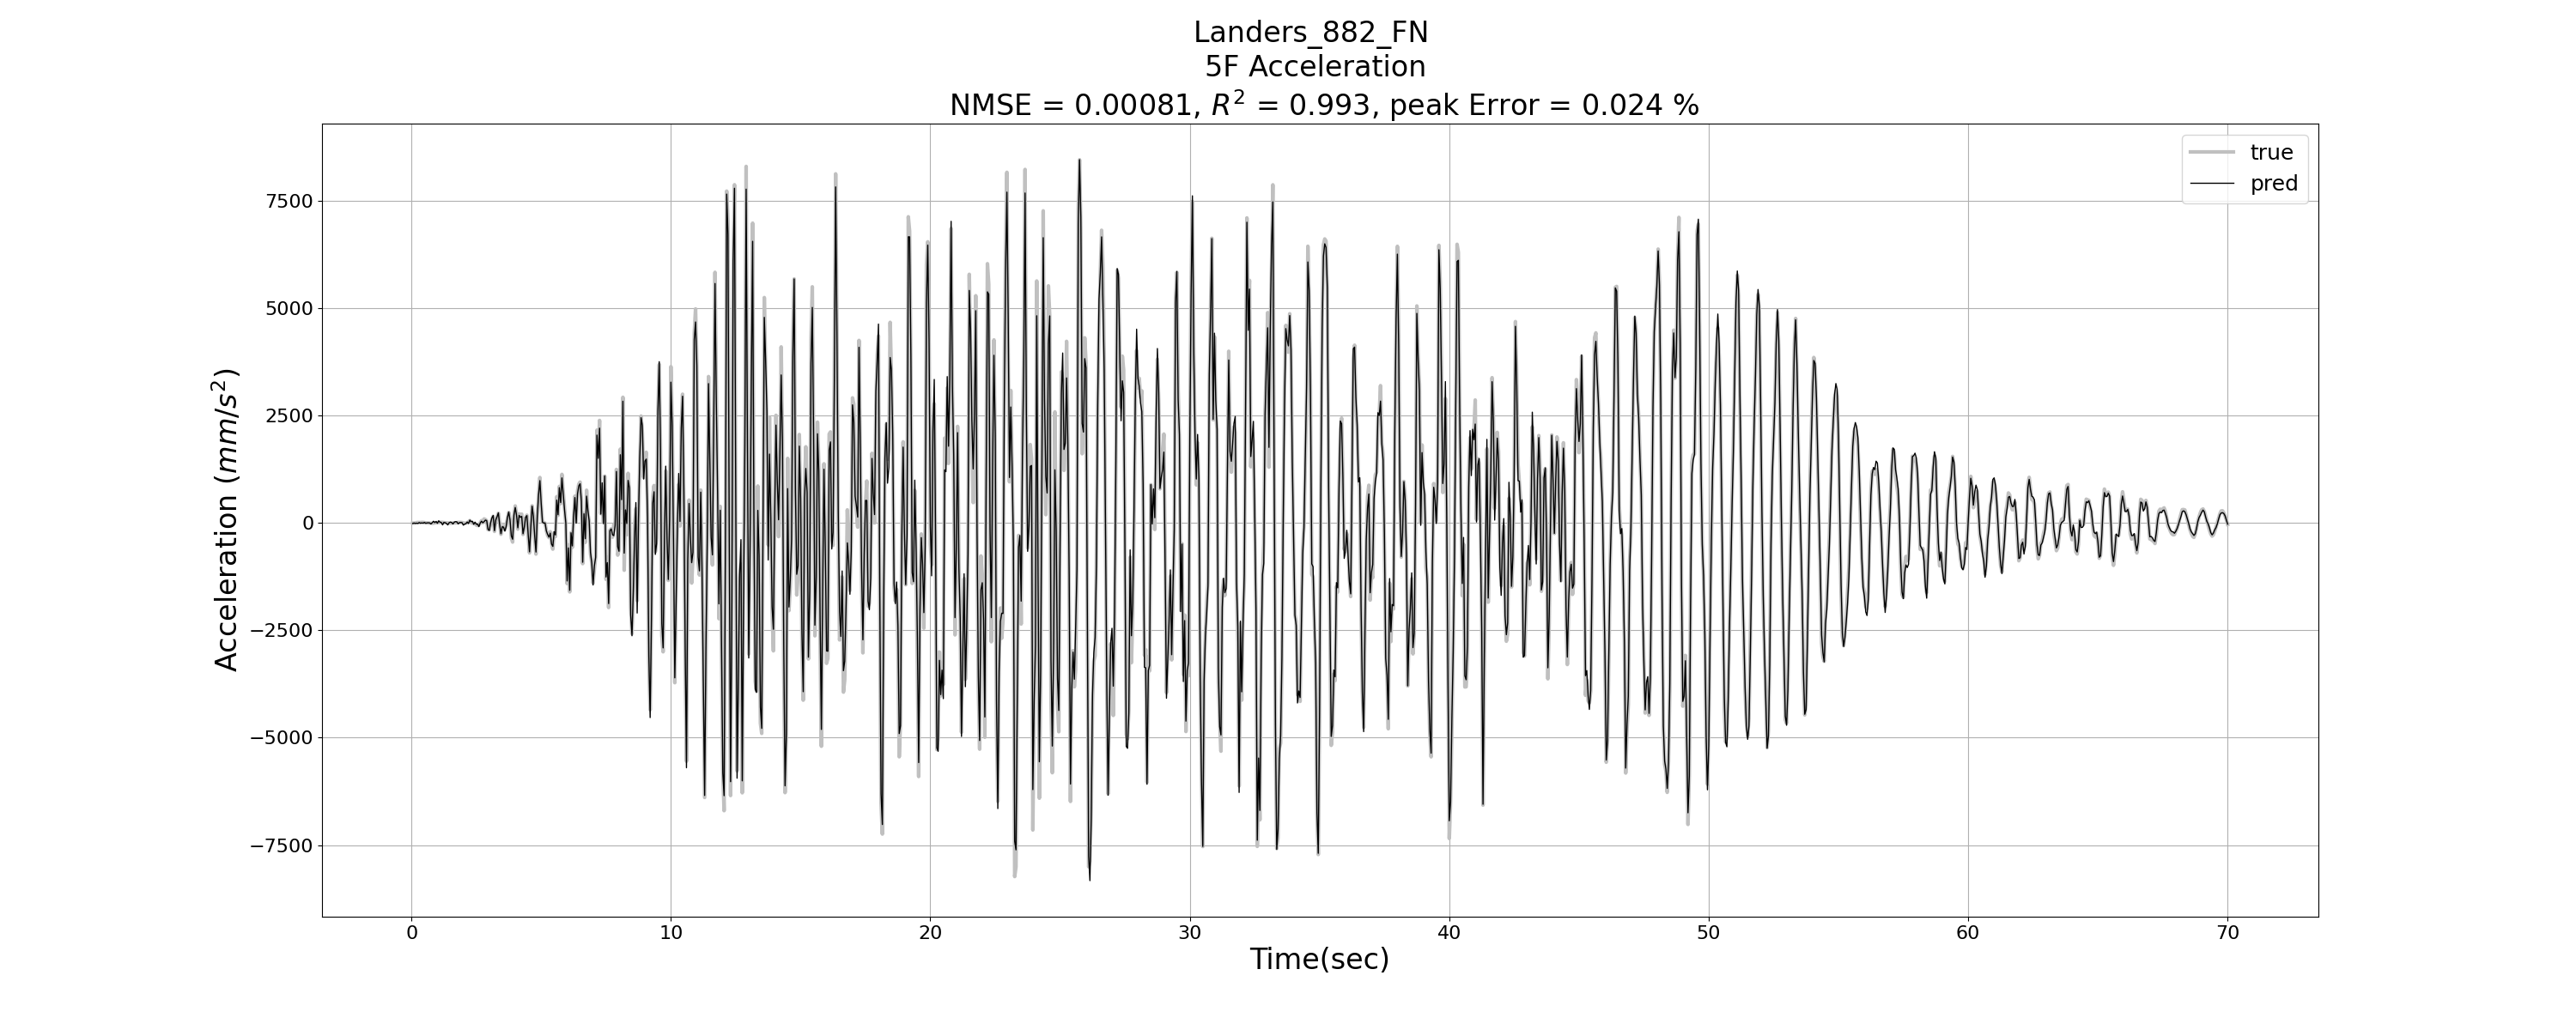 Landers_882_FN
5F Acceleration
NMSE = 0.00081, R² = 0.993, peak Error = 0.024 %
true
pred
7500
5000
2500
0
−2500
−5000
−7500
Acceleration (mm/s²)
0 10 20 30 40 50 60 70
Time(sec)